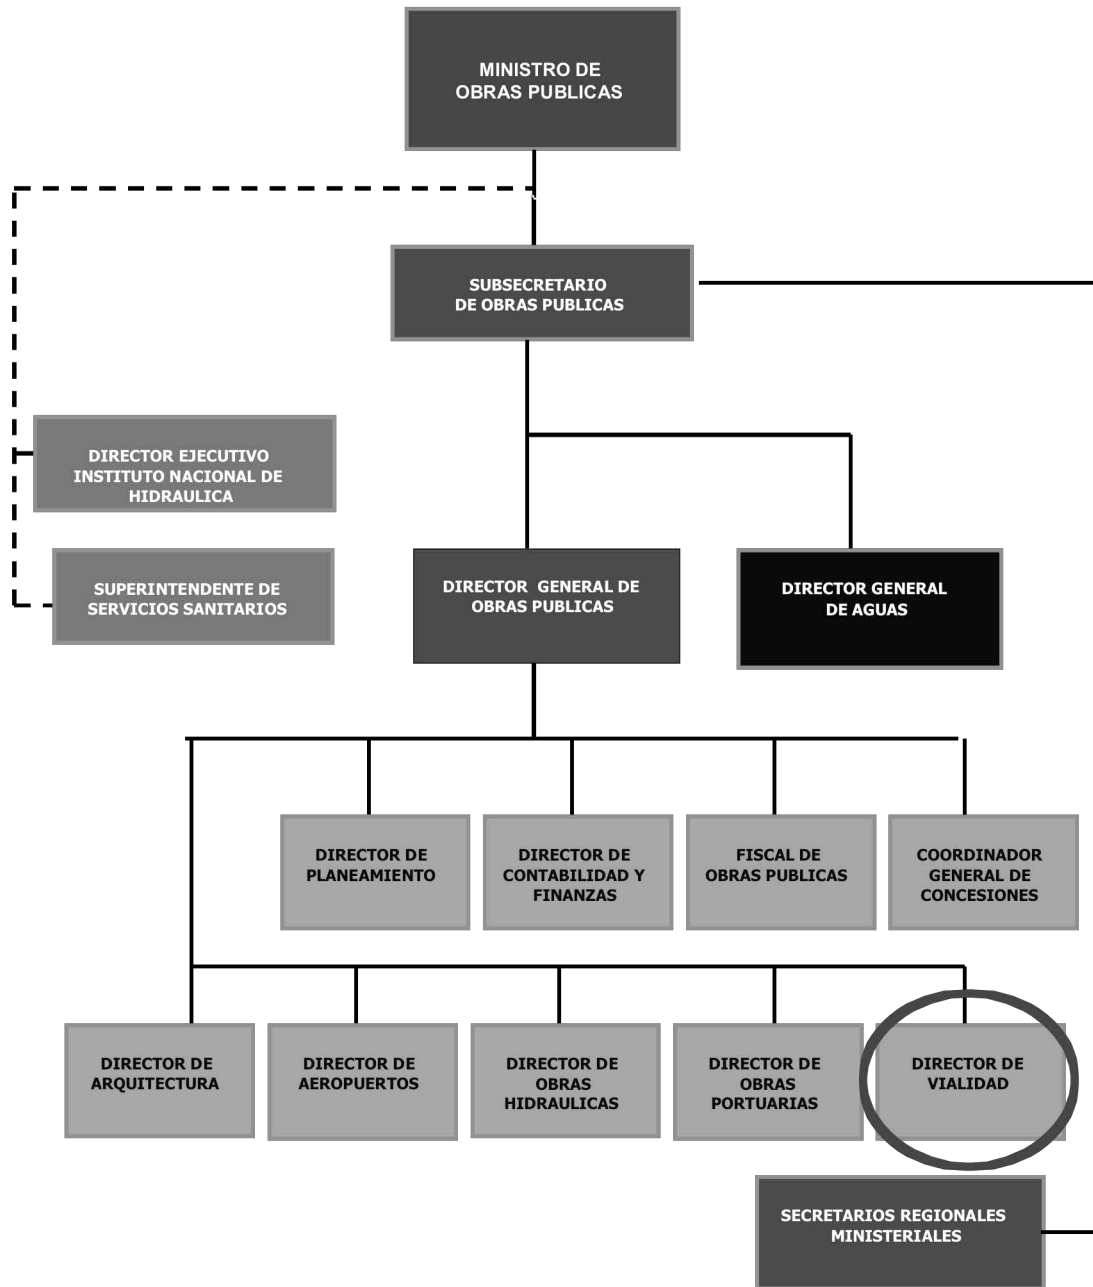 MINISTRO DE
OBRAS PUBLICAS
SUBSECRETARIO
DE OBRAS PUBLICAS
DIRECTOR EJECUTIVO
INSTITUTO NACIONAL DE
HIDRAULICA
SUPERINTENDENTE DE
SERVICIOS SANITARIOS
DIRECTOR GENERAL DE
OBRAS PUBLICAS
DIRECTOR GENERAL
DE AGUAS
DIRECTOR DE
PLANEAMIENTO
DIRECTOR DE
CONTABILIDAD Y
FINANZAS
FISCAL DE
OBRAS PUBLICAS
COORDINADOR
GENERAL DE
CONCESIONES
DIRECTOR DE
ARQUITECTURA
DIRECTOR DE
AEROPUERTOS
DIRECTOR DE
OBRAS
HIDRAULICAS
DIRECTOR DE
OBRAS
PORTUARIAS
DIRECTOR DE
VIALIDAD
SECRETARIOS REGIONALES
MINISTERIALES